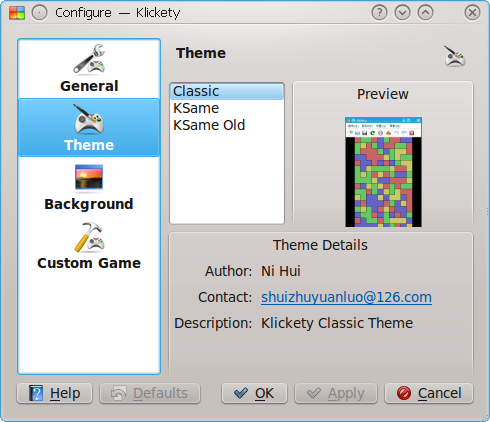 Configure — Klickety
General
Theme
Background
Custom Game
Theme
Classic
KSame
KSame Old
Preview
Theme Details
Author: Ni Hui
Contact: shuizhuyuanluo@126.com
Description: Klickety Classic Theme
Help
Defaults
OK
Apply
Cancel